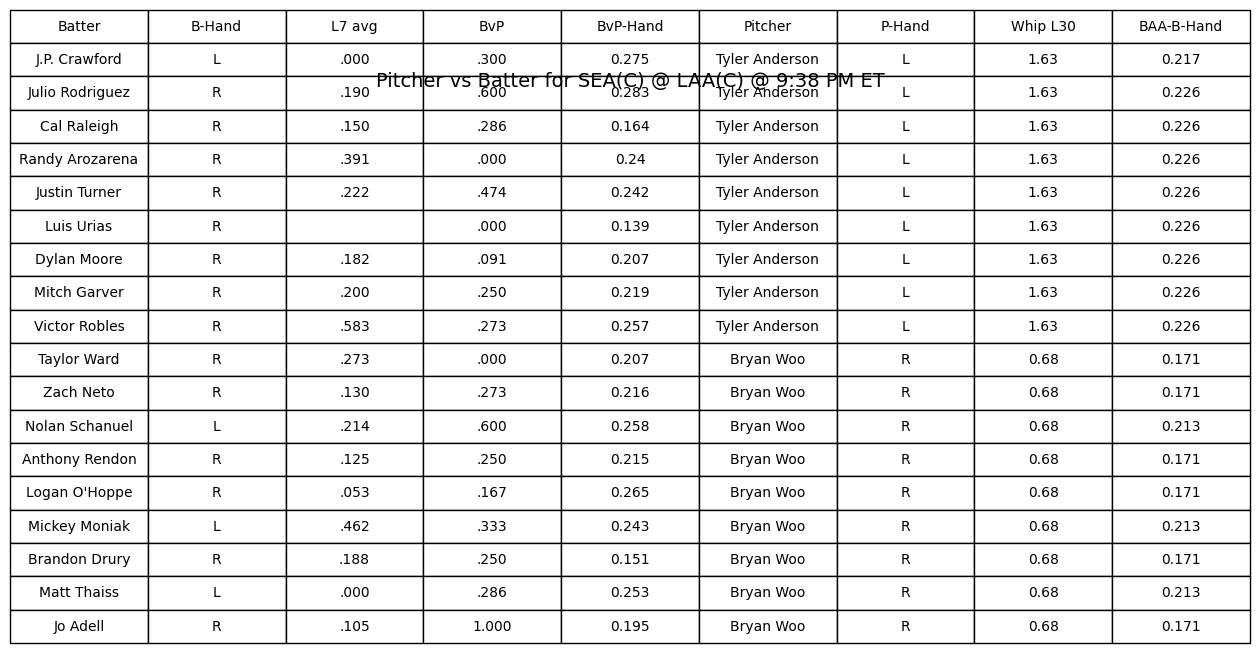 Batter B-Hand L7 avg BvP BvP-Hand Pitcher P-Hand Whip L30 BAA-B-Hand
J.P. Crawford L .000 .300 0.275 Tyler Anderson L 1.63 0.217
Pitcher vs Batter for SEA(C) @ LAA(C) @ 9:38 PM ET
Julio Rodriguez R .190 .600 0.283 Tyler Anderson L 1.63 0.226
Cal Raleigh R .150 .286 0.164 Tyler Anderson L 1.63 0.226
Randy Arozarena R .391 .000 0.24 Tyler Anderson L 1.63 0.226
Justin Turner R .222 .474 0.242 Tyler Anderson L 1.63 0.226
Luis Urias R .000 0.139 Tyler Anderson L 1.63 0.226
Dylan Moore R .182 .091 0.207 Tyler Anderson L 1.63 0.226
Mitch Garver R .200 .250 0.219 Tyler Anderson L 1.63 0.226
Victor Robles R .583 .273 0.257 Tyler Anderson L 1.63 0.226
Taylor Ward R .273 .000 0.207 Bryan Woo R 0.68 0.171
Zach Neto R .130 .273 0.216 Bryan Woo R 0.68 0.171
Nolan Schanuel L .214 .600 0.258 Bryan Woo R 0.68 0.213
Anthony Rendon R .125 .250 0.215 Bryan Woo R 0.68 0.171
Logan O'Hoppe R .053 .167 0.265 Bryan Woo R 0.68 0.171
Mickey Moniak L .462 .333 0.243 Bryan Woo R 0.68 0.213
Brandon Drury R .188 .250 0.151 Bryan Woo R 0.68 0.171
Matt Thaiss L .000 .286 0.253 Bryan Woo R 0.68 0.213
Jo Adell R .105 1.000 0.195 Bryan Woo R 0.68 0.171